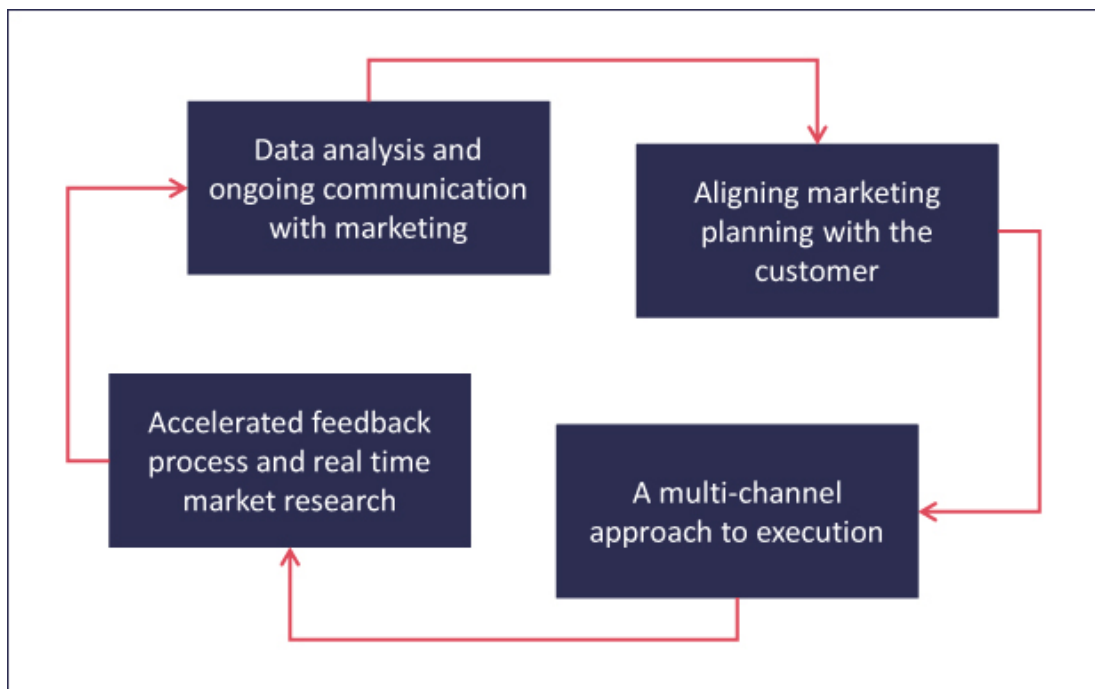 Data analysis and
ongoing communication
with marketing
Aligning marketing
planning with the
customer
Accelerated feedback
process and real time
market research
A multi-channel
approach to execution